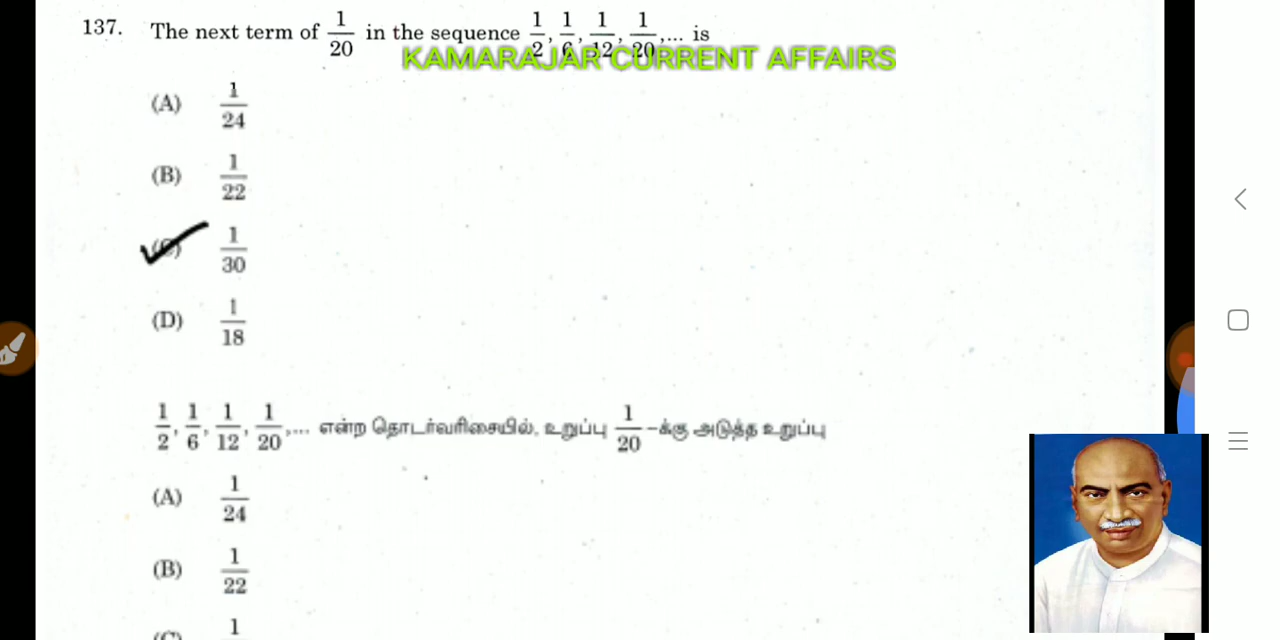 137. The next term of 1/20 in the sequence 1/2, 1/6, 1/12, 1/20,... is
KAMARAJAR CURRENT AFFAIRS
(A) 1/24
(B) 1/22
(C) 1/30
(D) 1/18
1/2, 1/6, 1/12, 1/20,... என்ற தொடர்வரிசையில், உறுப்பு 1/20 –க்கு அடுத்த உறுப்பு
(A) 1/24
(B) 1/22
(C) 1